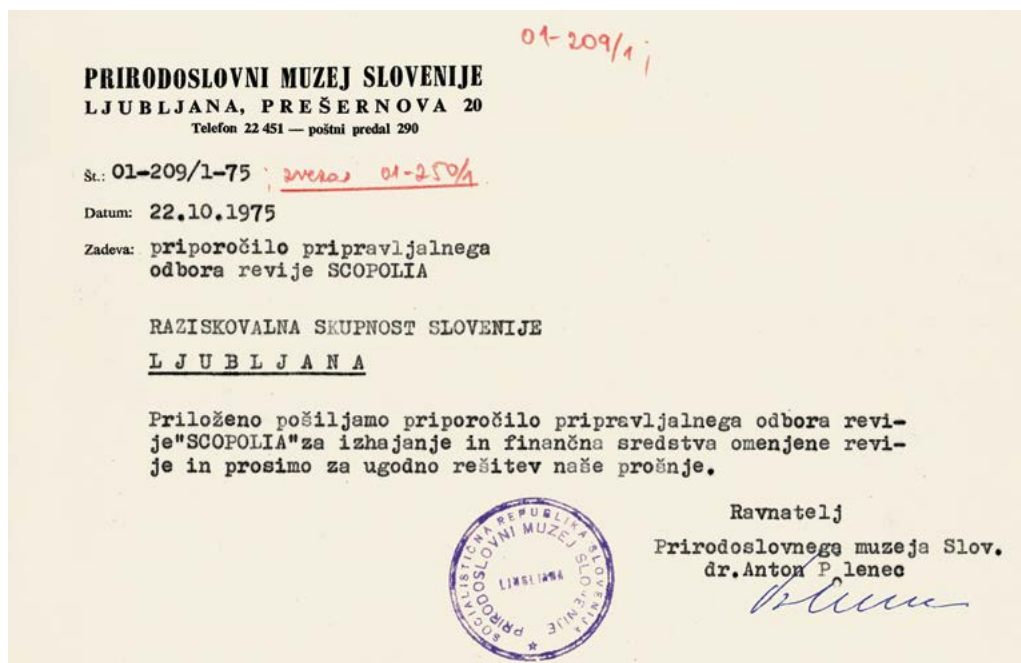 01-209/1;
PRIRODOSLOVNI MUZEJ SLOVENIJE
LJUBLJANA, PREŠERNOVA 20
Telefon 22 451 — poštni predal 290
Št.: 01-209/1-75 ; zveza: 01-250/1
Datum: 22.10.1975
Zadeva: priporočilo pripravljalnega
odbora revije SCOPOLIA
RAZISKOVALNA SKUPNOST SLOVENIJE
L J U B L J A N A
Priloženo pošiljamo priporočilo pripravljalnega odbora revi-
je"SCOPOLIA"za izhajanje in finančna sredstva omenjene revi-
je in prosimo za ugodno rešitev naše prošnje.
Ravnatelj
Prirodoslovnega muzeja Slov.
dr.Anton P lenec
SOCIALISTIČNA REPUBLIKA SLOVENIJA
PRIRODOSLOVNI MUZEJ SLOVENIJE
LJUBLJANA